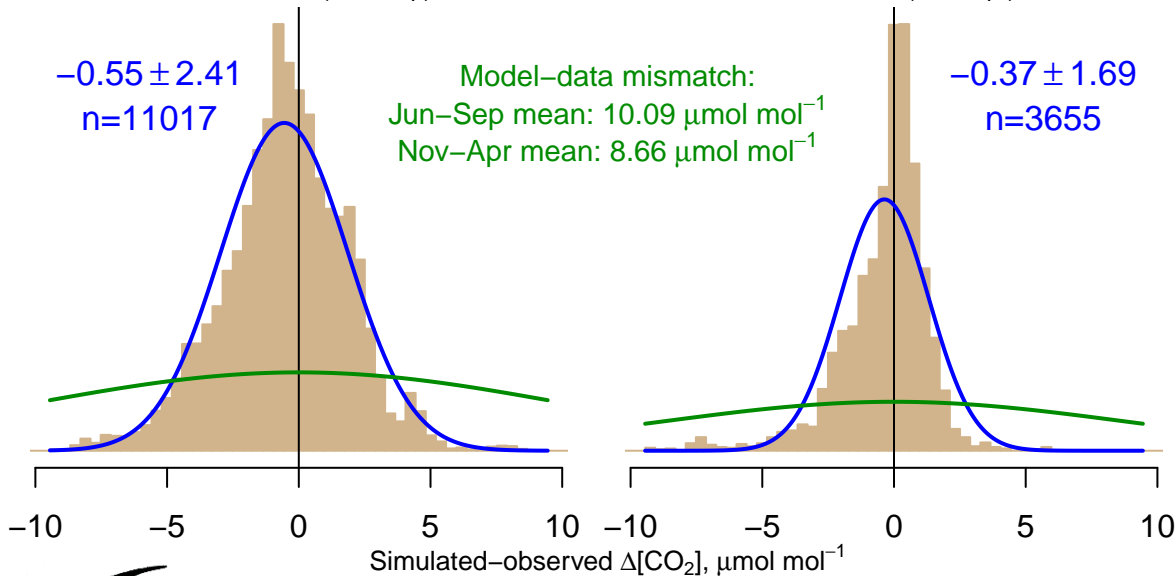 −0.55 ± 2.41
n=11017
Model−data mismatch:
Jun−Sep mean: 10.09 μmol mol⁻¹
Nov−Apr mean: 8.66 μmol mol⁻¹
−0.37 ± 1.69
n=3655
−10 −5 0 5 10
−10 −5 0 5 10
Simulated−observed Δ[CO₂], μmol mol⁻¹